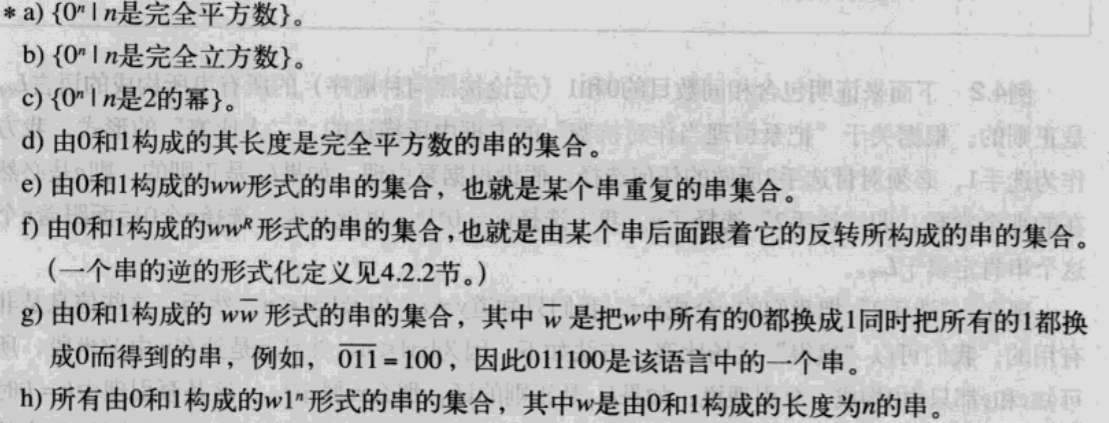 * a) {0ⁿ | n是完全平方数}。
b) {0ⁿ | n是完全立方数}。
c) {0ⁿ | n是2的幂}。
d) 由0和1构成的其长度是完全平方数的串的集合。
e) 由0和1构成的ww形式的串的集合，也就是某个串重复的串集合。
f) 由0和1构成的wwᴿ形式的串的集合，也就是由某个串后面跟着它的反转所构成的串的集合。
（一个串的逆的形式化定义见4.2.2节。）
g) 由0和1构成的 ww̅ 形式的串的集合，其中 w̅ 是把w中所有的0都换成1同时把所有的1都换
成0而得到的串，例如，0̅1̅1̅ = 100，因此011100是该语言中的一个串。
h) 所有由0和1构成的w1ⁿ形式的串的集合，其中w是由0和1构成的长度为n的串。